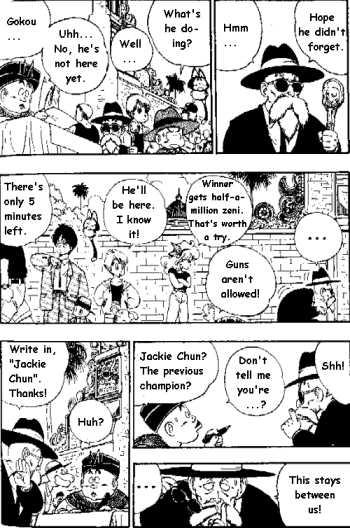 Gokou
...
Uhh...
No, he's
not here
yet.
Well
...
What's
he do-
ing?
Hmm
...
Hope
he didn't
forget.
There's
only 5
minutes
left.
He'll
be here.
I know
it!
Winner
gets half-a-
million zeni.
That's worth
a try.
Guns
aren't
allowed!
...
Write in,
"Jackie
Chun".
Thanks!
Huh?
Jackie Chun?
The previous
champion?
Don't
tell me
you're
...?
Shh!
...
This stays
between
us!